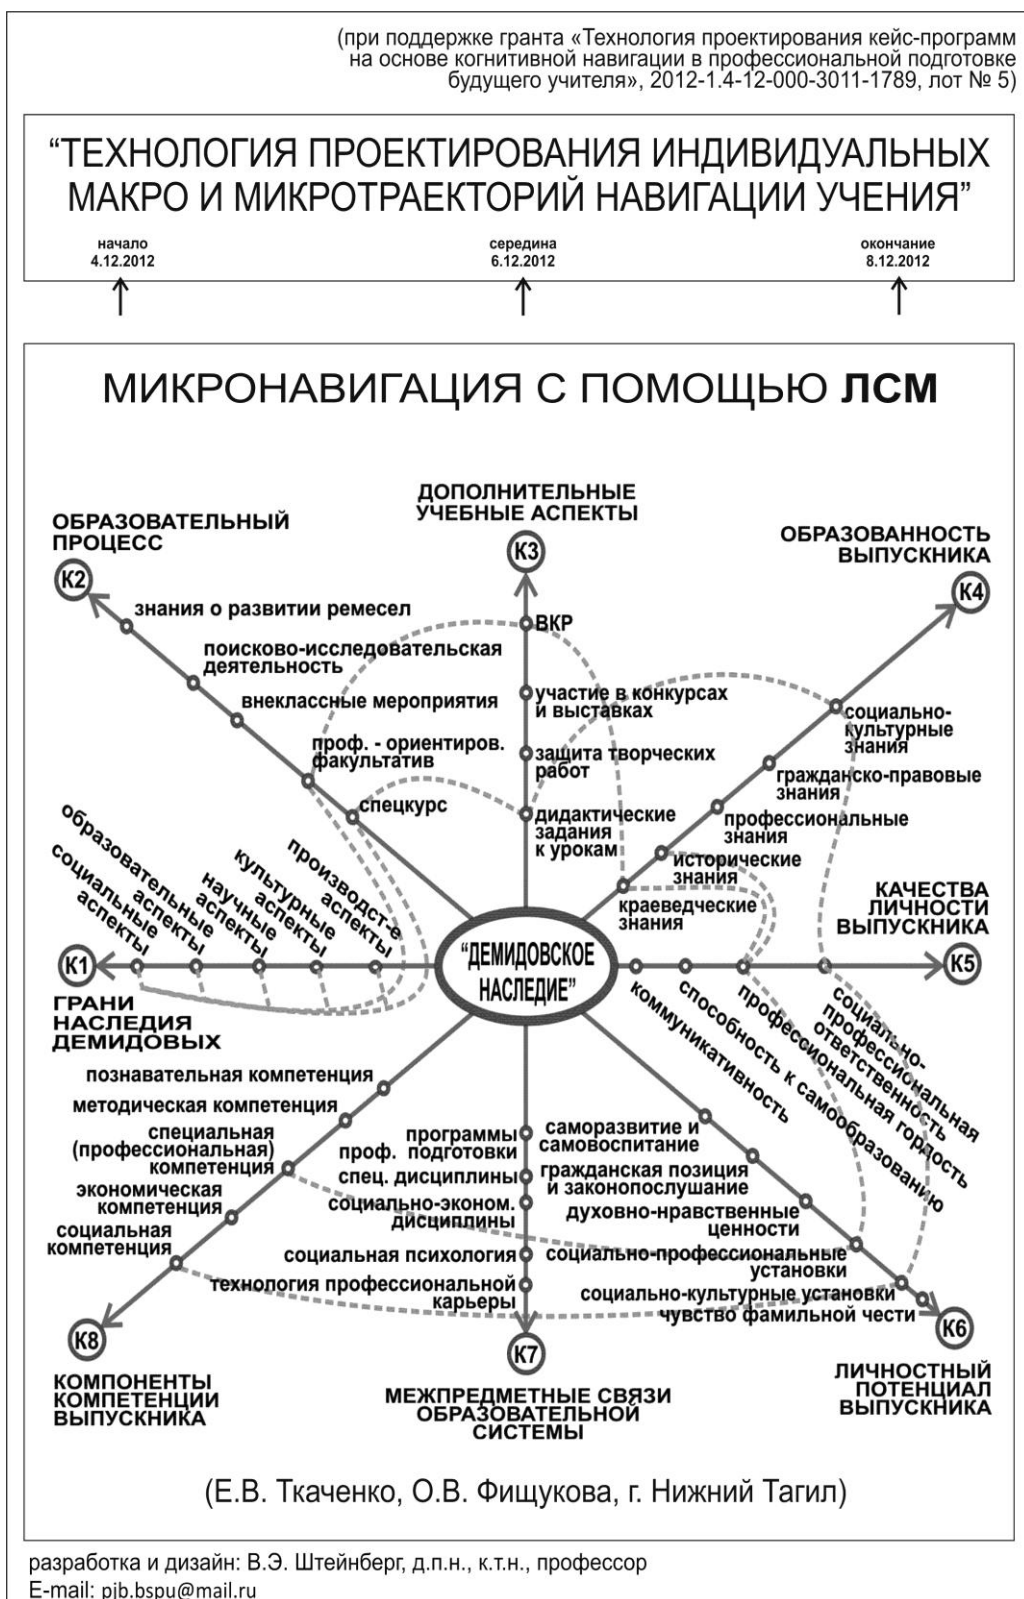 (при поддержке гранта «Технология проектирования кейс-программ
на основе когнитивной навигации в профессиональной подготовке
будущего учителя», 2012-1.4-12-000-3011-1789, лот № 5)
“ТЕХНОЛОГИЯ ПРОЕКТИРОВАНИЯ ИНДИВИДУАЛЬНЫХ
МАКРО И МИКРОТРАЕКТОРИЙ НАВИГАЦИИ УЧЕНИЯ”
начало
4.12.2012
середина
6.12.2012
окончание
8.12.2012
МИКРОНАВИГАЦИЯ С ПОМОЩЬЮ ЛСМ
ОБРАЗОВАТЕЛЬНЫЙ
ПРОЦЕСС
К2
знания о развитии ремесел
поисково-исследовательская
деятельность
внеклассные мероприятия
проф. - ориентиров.
факультатив
спецкурс
ДОПОЛНИТЕЛЬНЫЕ
УЧЕБНЫЕ АСПЕКТЫ
К3
ВКР
участие в конкурсах
и выставках
защита творческих
работ
дидактические
задания
к урокам
ОБРАЗОВАННОСТЬ
ВЫПУСКНИКА
К4
социально-
культурные
знания
гражданско-правовые
знания
профессиональные
знания
исторические
знания
краеведческие
знания
социальные
аспекты
образовательные
аспекты
научные
аспекты
культурные
аспекты
производст-е
аспекты
К1
ГРАНИ
НАСЛЕДИЯ
ДЕМИДОВЫХ
“ДЕМИДОВСКОЕ
НАСЛЕДИЕ”
КАЧЕСТВА
ЛИЧНОСТИ
ВЫПУСКНИКА
К5
коммуникативность
способность к самообразованию
профессиональная гордость
социально-
профессиональная
ответственность
познавательная компетенция
методическая компетенция
специальная
(профессиональная)
компетенция
экономическая
компетенция
социальная
компетенция
К8
КОМПОНЕНТЫ
КОМПЕТЕНЦИИ
ВЫПУСКНИКА
программы
проф. подготовки
спец. дисциплины
социально-эконом.
дисциплины
социальная психология
технология профессиональной
карьеры
К7
МЕЖПРЕДМЕТНЫЕ СВЯЗИ
ОБРАЗОВАТЕЛЬНОЙ
СИСТЕМЫ
саморазвитие и
самовоспитание
гражданская позиция
и законопослушание
духовно-нравственные
ценности
социально-профессиональные
установки
социально-культурные установки
чувство фамильной чести
К6
ЛИЧНОСТНЫЙ
ПОТЕНЦИАЛ
ВЫПУСКНИКА
(Е.В. Ткаченко, О.В. Фищукова, г. Нижний Тагил)
разработка и дизайн: В.Э. Штейнберг, д.п.н., к.т.н., профессор
E-mail: pjb.bspu@mail.ru